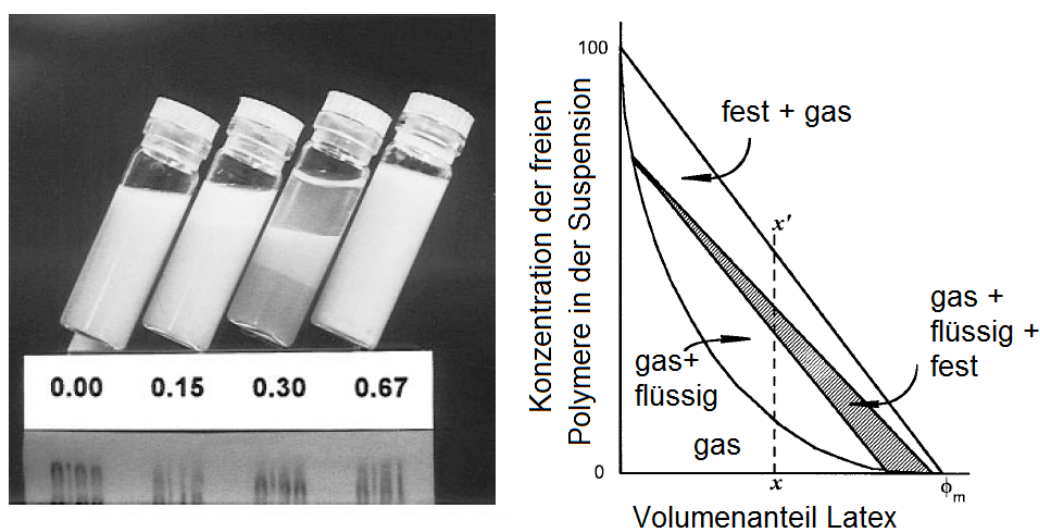 0.00 0.15 0.30 0.67
Konzentration der freien
Polymere in der Suspension
100
0
fest + gas
x'
gas +
flüssig +
fest
gas+
flüssig
gas
x
ϕm
Volumenanteil Latex